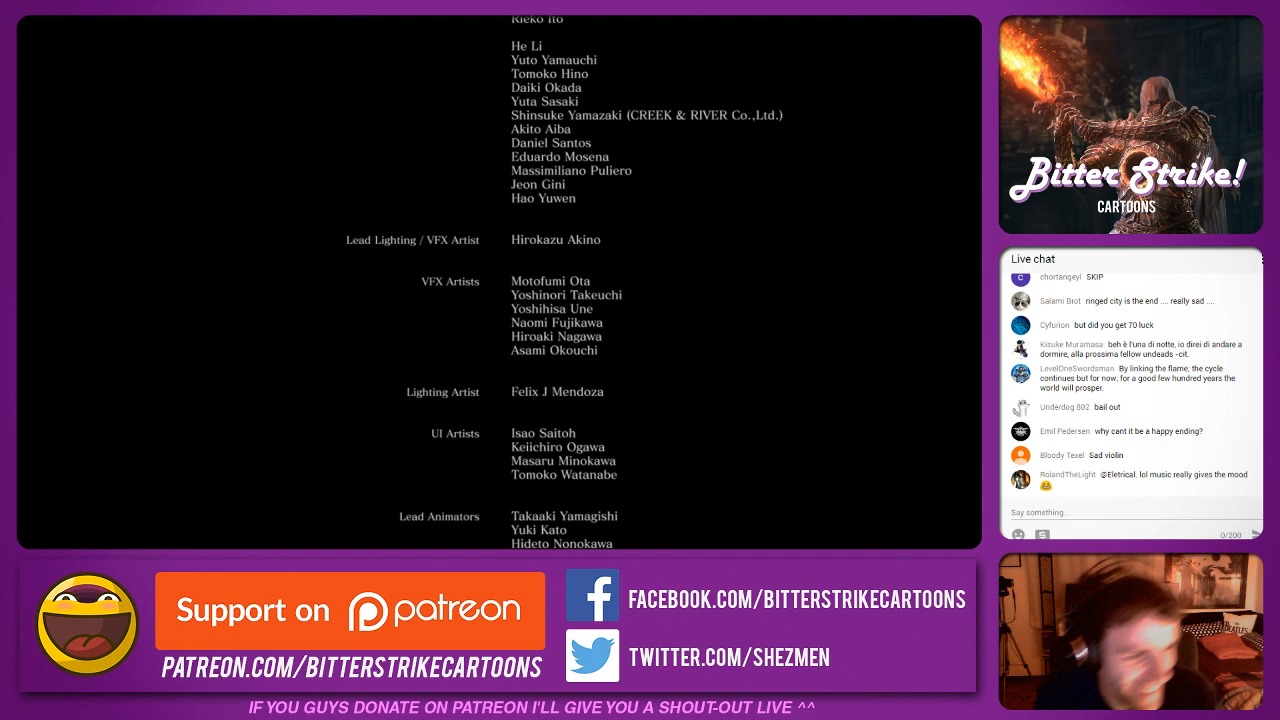 Rieko Ito
He Li
Yuto Yamauchi
Tomoko Hino
Daiki Okada
Yuta Sasaki
Shinsuke Yamazaki (CREEK & RIVER Co.,Ltd.)
Akito Aiba
Daniel Santos
Eduardo Mosena
Massimiliano Puliero
Jeon Gini
Hao Yuwen
Lead Lighting / VFX Artist Hirokazu Akino
VFX Artists Motofumi Ota
Yoshinori Takeuchi
Yoshihisa Une
Naomi Fujikawa
Hiroaki Nagawa
Asami Okouchi
Lighting Artist Felix J Mendoza
UI Artists Isao Saitoh
Keiichiro Ogawa
Masaru Minokawa
Tomoko Watanabe
Lead Animators Takaaki Yamagishi
Yuki Kato
Hideto Nonokawa
Bitter Strike!
CARTOONS
Live chat
C chortangeyl SKIP
Salami Brot ringed city is the end .... really sad ....
Cyfurion but did you get 70 luck
Kisuke Muramasa beh è l'una di notte, io direi di andare a
dormire, alla prossima fellow undeads -cit.
LevelOneSwordsman By linking the flame; the cycle
continues but for now; for a good few hundred years the
world will prosper.
Underdog 802 bail out
Emil Pedersen why cant it be a happy ending?
Bloody Texel Sad violin
RolandTheLight @Eletrical. lol music really gives the mood
😂
Say something...
0/200
Support on patreon
PATREON.COM/BITTERSTRIKECARTOONS
FACEBOOK.COM/BITTERSTRIKECARTOONS
TWITTER.COM/SHEZMEN
IF YOU GUYS DONATE ON PATREON I'LL GIVE YOU A SHOUT-OUT LIVE ^^